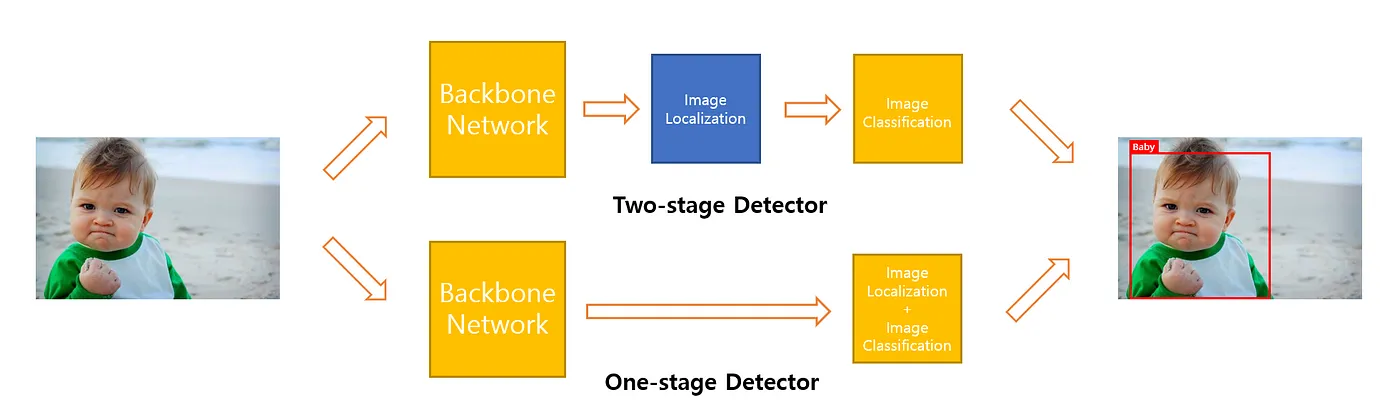 Backbone
Network
Image
Localization
Image
Classification
Two-stage Detector
Baby
Backbone
Network
Image
Localization
+
Image
Classification
One-stage Detector